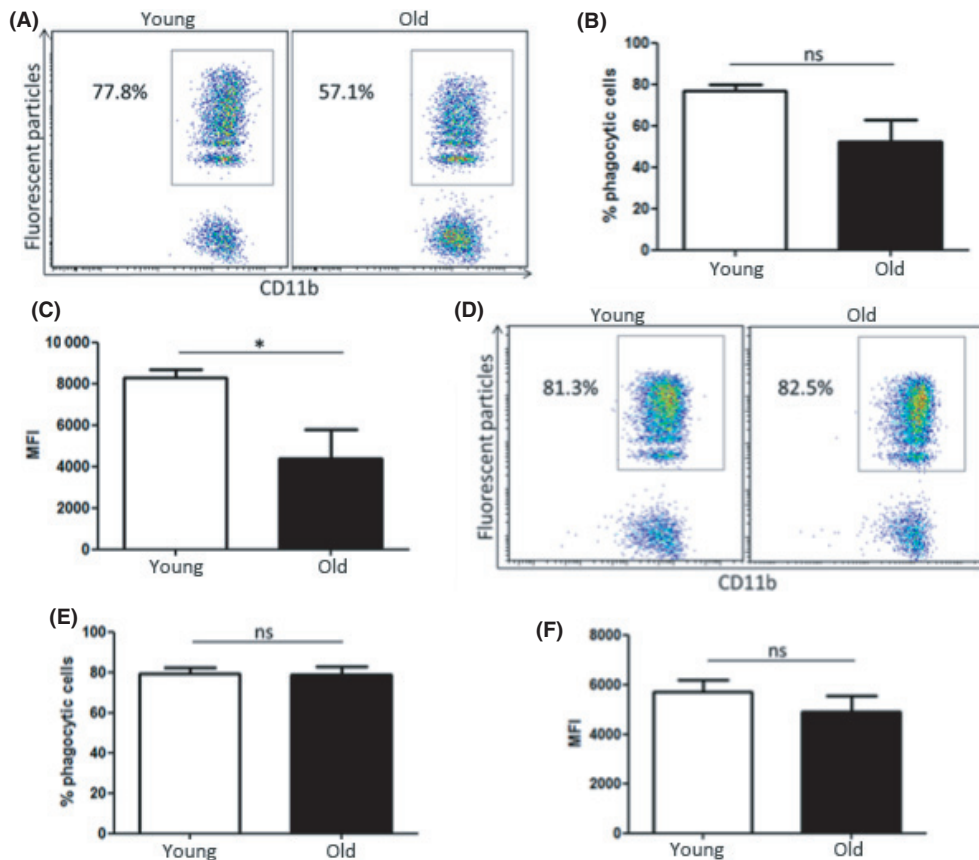 (A)
Young
Old
77.8%
57.1%
Fluorescent particles
CD11b
(B)
100
80
60
40
20
0
% phagocytic cells
ns
Young
Old
(C)
10 000
8000
6000
4000
2000
0
MFI
*
Young
Old
(D)
Young
Old
81.3%
82.5%
Fluorescent particles
CD11b
(E)
100
80
60
40
20
0
% phagocytic cells
ns
Young
Old
(F)
8000
6000
4000
2000
0
MFI
ns
Young
Old